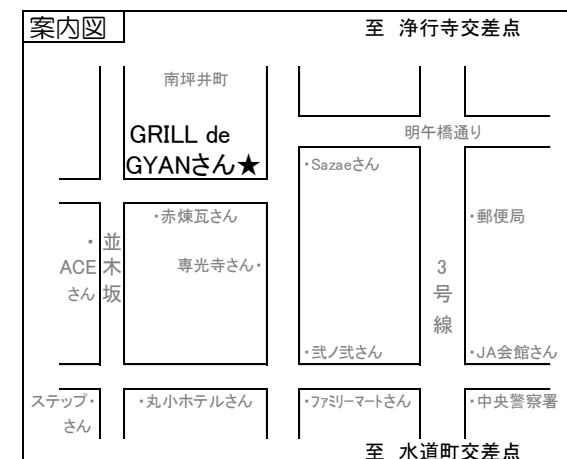 案内図
至 浄行寺交差点
南坪井町
GRILL de
GYANさん★
明午橋通り
・Sazaeさん
・赤煉瓦さん
・郵便局
・
ACE
さん
並木坂
専光寺さん・
3号線
・弐ノ弐さん
・JA会館さん
ステップ・
さん
・丸小ホテルさん
・ファミリーマートさん
・中央警察署
至 水道町交差点